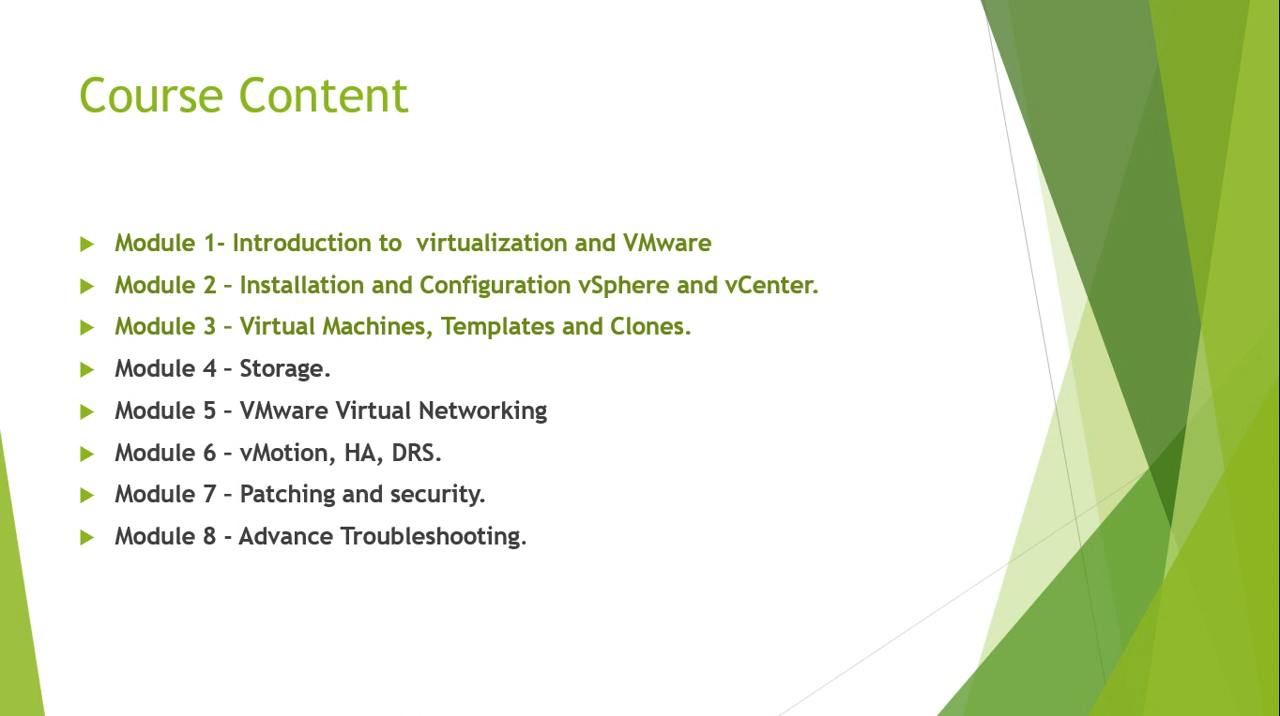 Course Content
Module 1- Introduction to  virtualization and VMware
Module 2 – Installation and Configuration vSphere and vCenter.
Module 3 – Virtual Machines, Templates and Clones.
Module 4 – Storage.
Module 5 – VMware Virtual Networking
Module 6 – vMotion, HA, DRS.
Module 7 – Patching and security.
Module 8 - Advance Troubleshooting.